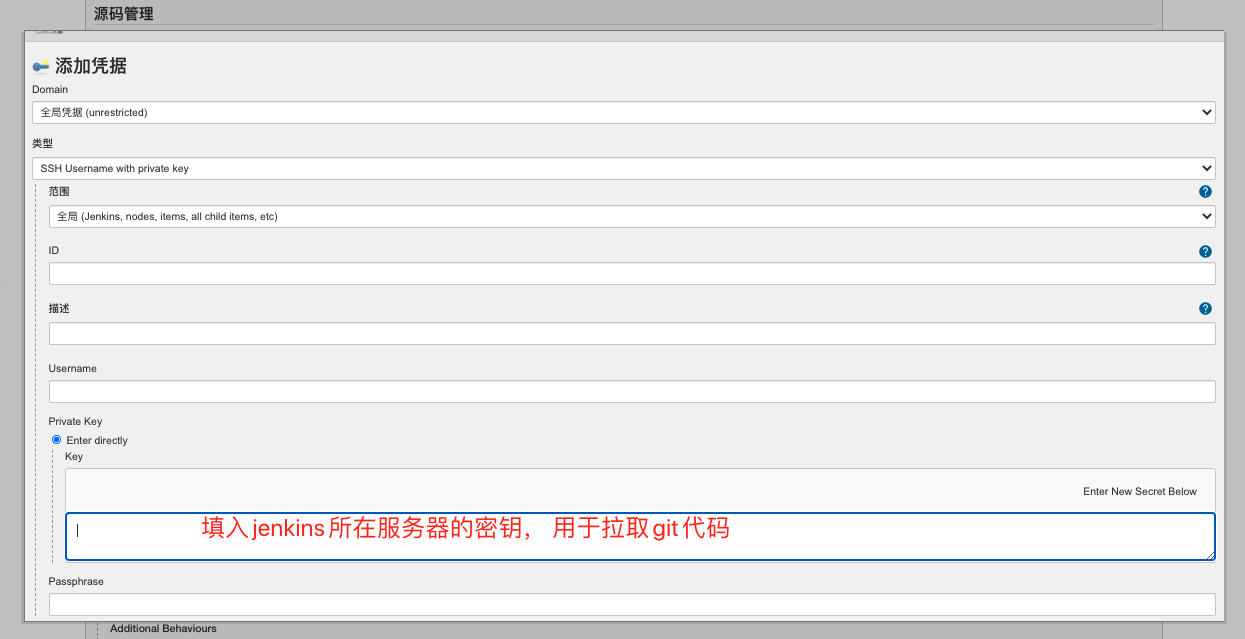 源码管理
添加凭据
Domain
全局凭据 (unrestricted)
类型
SSH Username with private key
范围
全局 (Jenkins, nodes, items, all child items, etc)
ID
描述
Username
Private Key
Enter directly
Key
Enter New Secret Below
填入jenkins所在服务器的密钥， 用于拉取git代码
Passphrase
Additional Behaviours